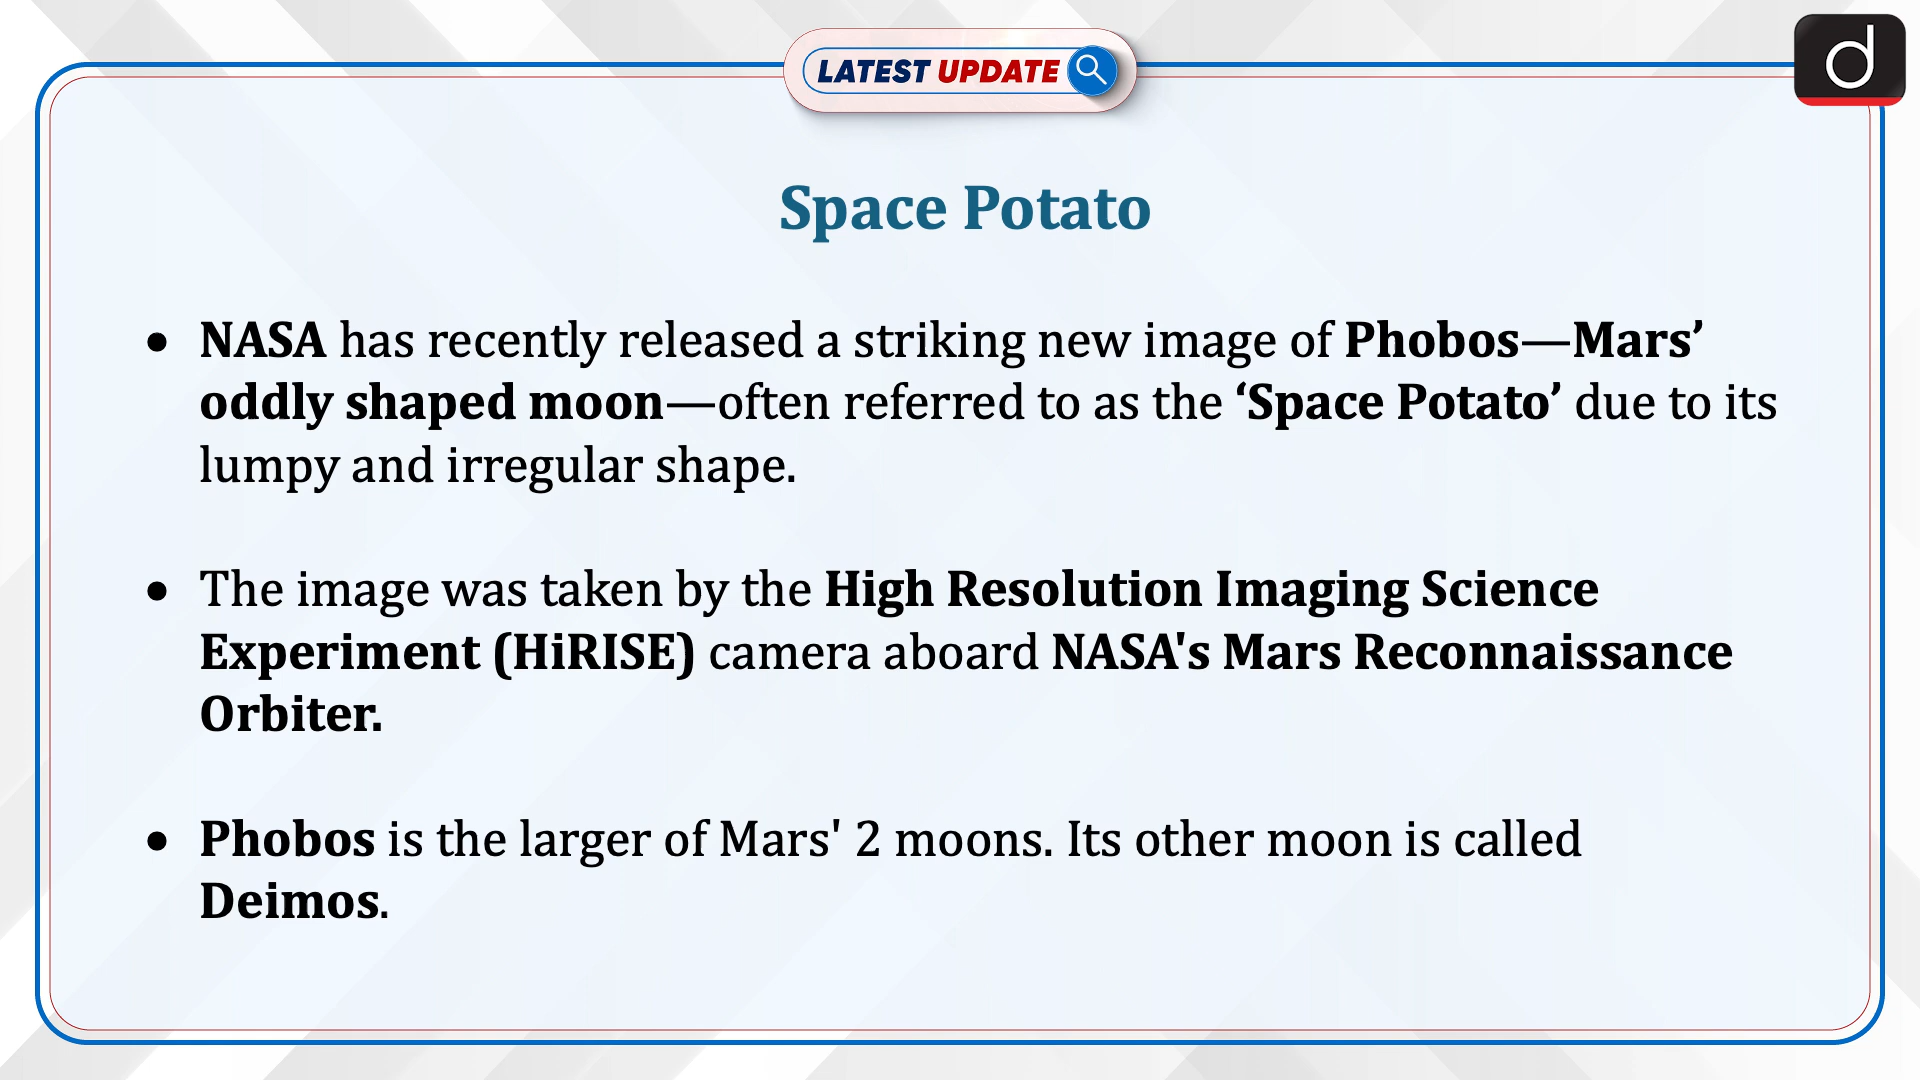 LATEST UPDATE
d
Space Potato
• NASA has recently released a striking new image of Phobos—Mars’
oddly shaped moon—often referred to as the ‘Space Potato’ due to its
lumpy and irregular shape.
• The image was taken by the High Resolution Imaging Science
Experiment (HiRISE) camera aboard NASA's Mars Reconnaissance
Orbiter.
• Phobos is the larger of Mars' 2 moons. Its other moon is called
Deimos.